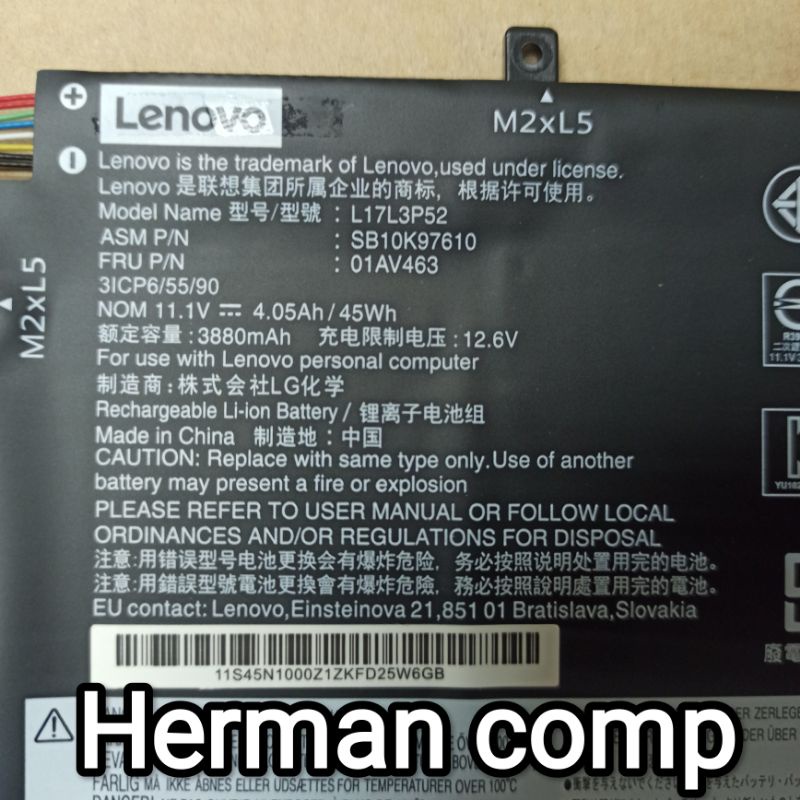 Lenovo
M2xL5
Lenovo is the trademark of Lenovo,used under license.
Lenovo 是联想集团所属企业的商标，根据许可使用。
Model Name 型号/型號 : L17L3P52
ASM P/N : SB10K97610
FRU P/N : 01AV463
3ICP6/55/90
NOM 11.1V ⎓ 4.05Ah / 45Wh
额定容量 : 3880mAh 充电限制电压 : 12.6V
For use with Lenovo personal computer
制造商: 株式会社LG化学
Rechargeable Li-ion Battery / 锂离子电池组
Made in China 制造地 : 中国
CAUTION: Replace with same type only.Use of another
battery may present a fire or explosion
PLEASE REFER TO USER MANUAL OR FOLLOW LOCAL
ORDINANCES AND/OR REGULATIONS FOR DISPOSAL
注意:用错误型号电池更换会有爆炸危险，务必按照说明处置用完的电池。
注意:用錯誤型號電池更換會有爆炸危險，務必按照說明處置用完的電池。
EU contact: Lenovo,Einsteinova 21,851 01 Bratislava,Slovakia
M2xL5
11S45N1000Z1ZKFD25W6GB
Herman comp
FARLIG MÅ IKKE ÅBNES ELLER UDSÆTTES FOR TEMPERATURER OVER 100°C